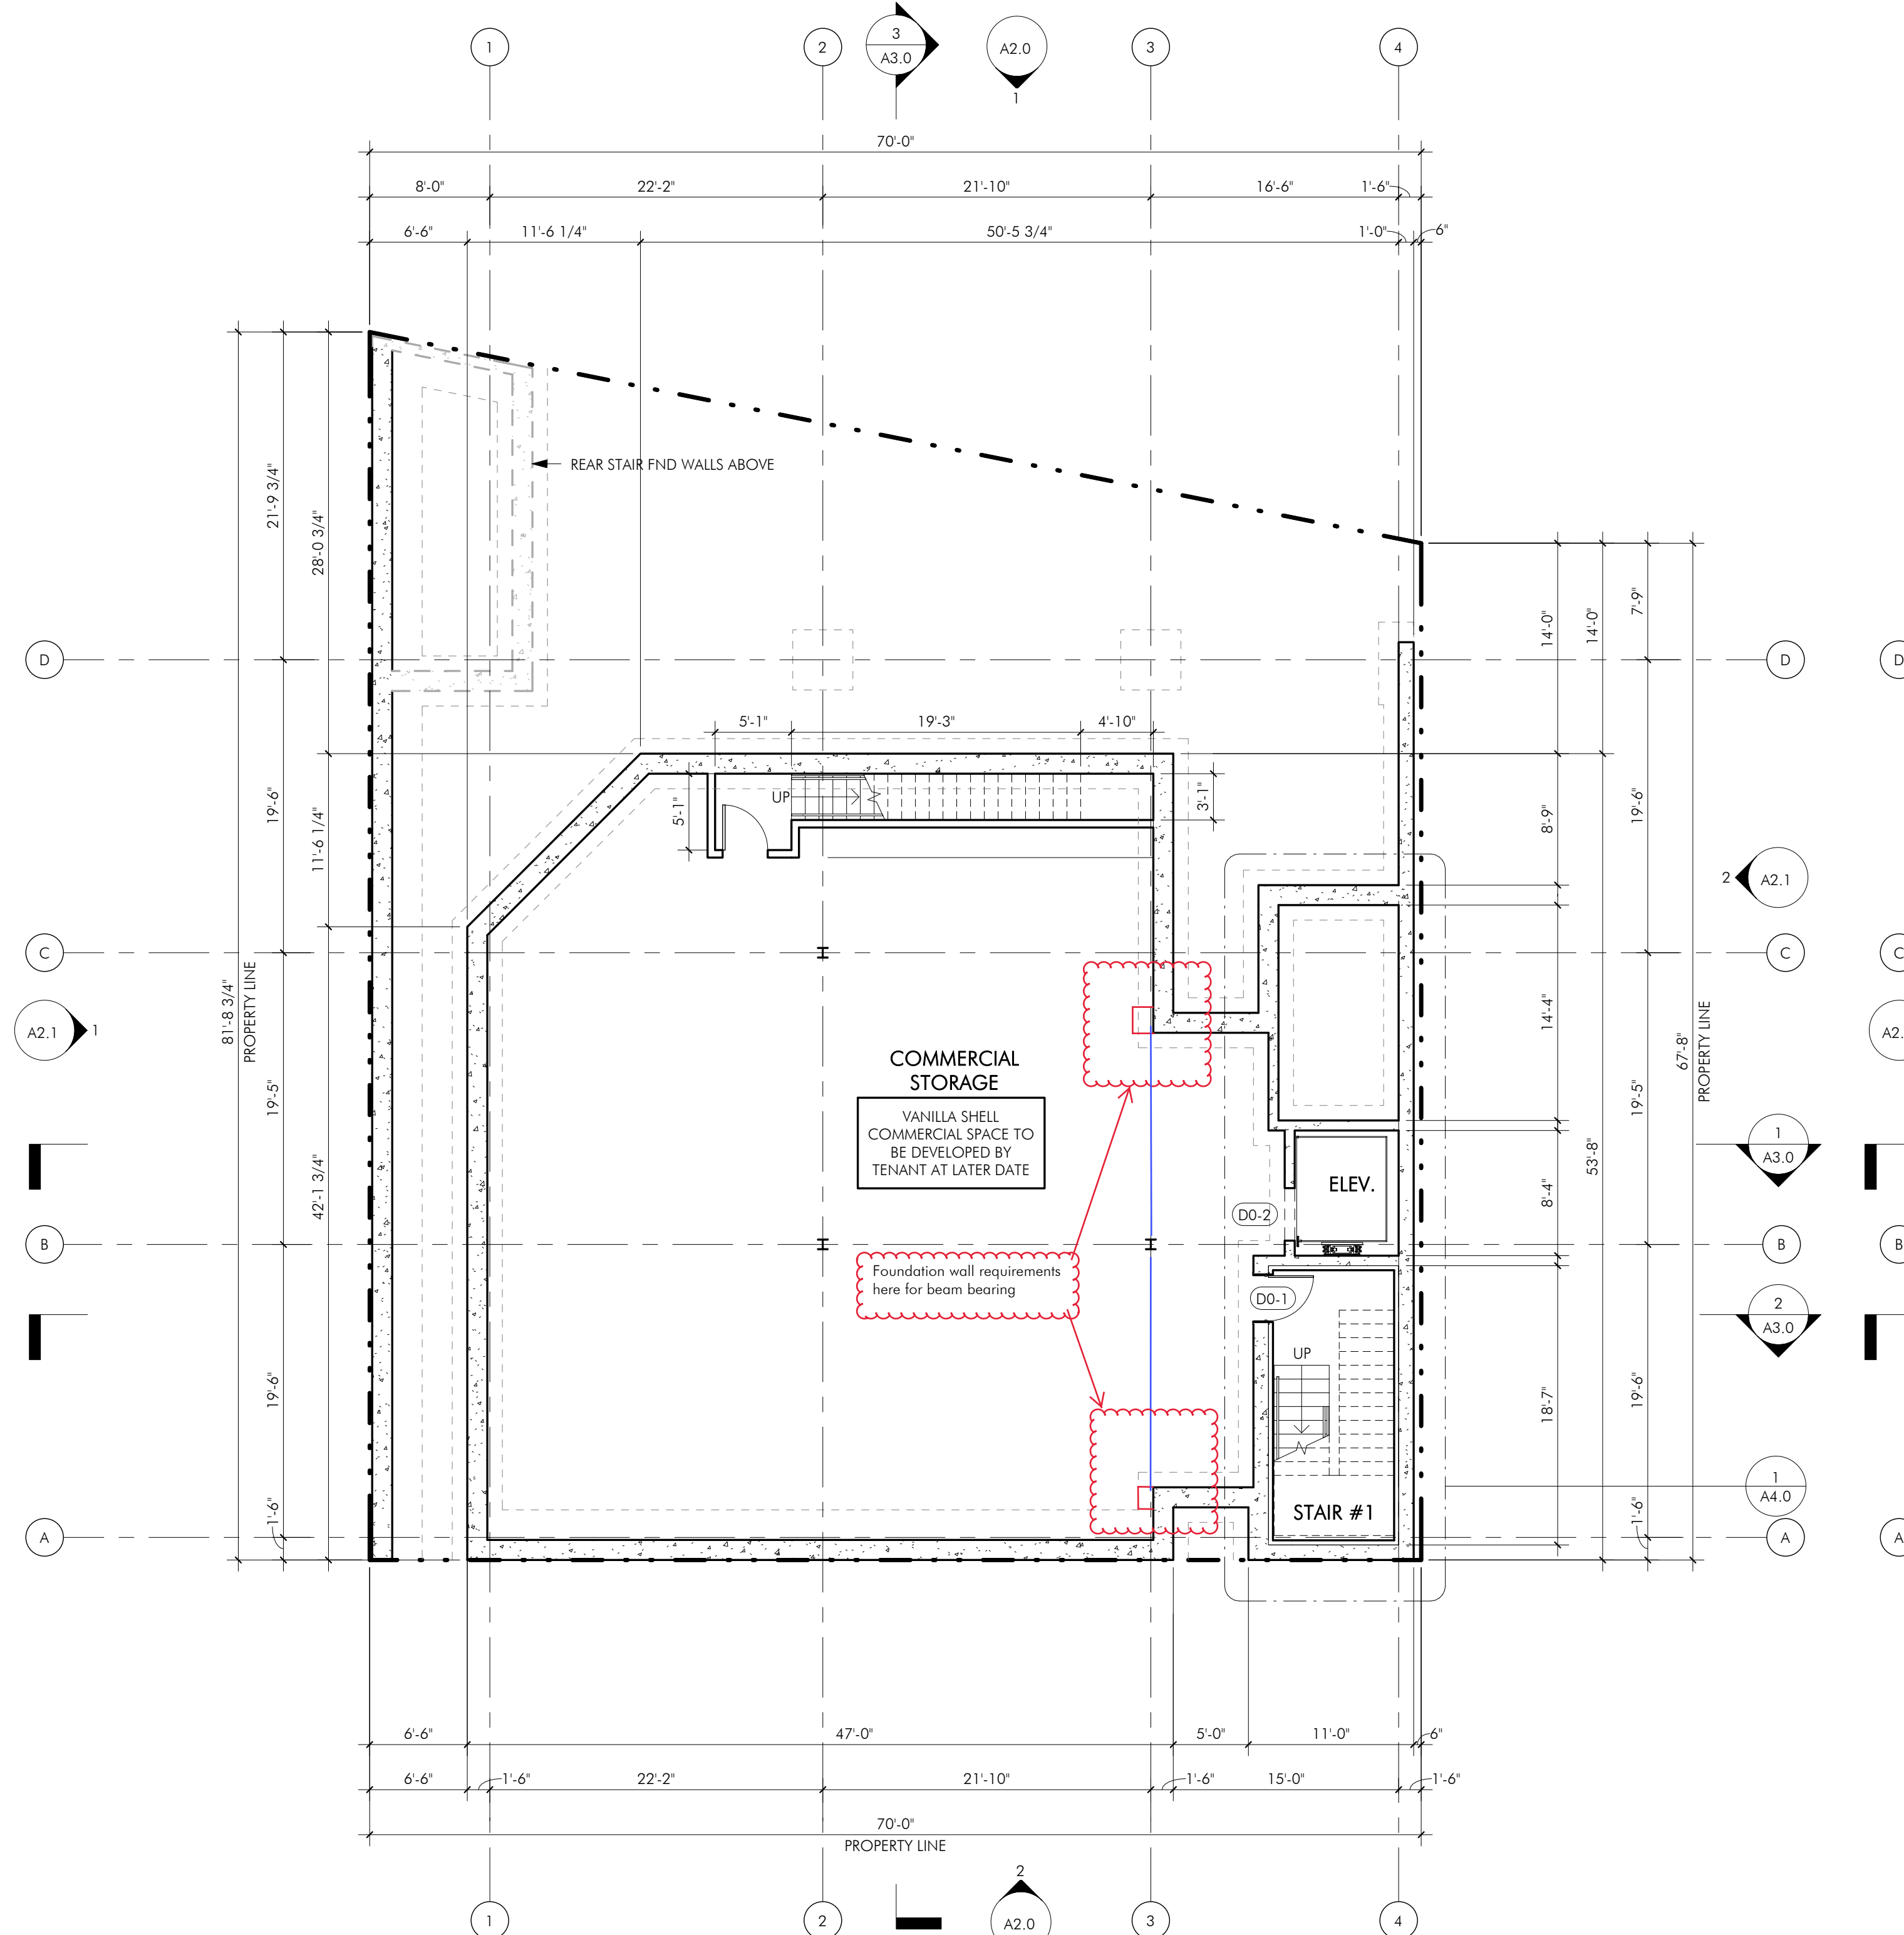 1
2
3
A3.0
A2.0
1
3
4
70'-0"
8'-0"
22'-2"
21'-10"
16'-6"
1'-6"
6'-6"
11'-6 1/4"
50'-5 3/4"
1'-0"
6"
REAR STAIR FND WALLS ABOVE
21'-9 3/4"
28'-0 3/4"
14'-0"
14'-0"
7'-9"
D
D
D
5'-1"
19'-3"
4'-10"
UP
5'-1"
3'-1"
19'-6"
11'-6 1/4"
8'-9"
19'-6"
2
A2.1
C
C
C
81'-8 3/4"
PROPERTY LINE
A2.1
1
A2.
COMMERCIAL
STORAGE
VANILLA SHELL
COMMERCIAL SPACE TO
BE DEVELOPED BY
TENANT AT LATER DATE
14'-4"
67'-8"
PROPERTY LINE
19'-5"
19'-5"
42'-1 3/4"
53'-8"
1
A3.0
ELEV.
8'-4"
D0-2
B
B
B
Foundation wall requirements
here for beam bearing
D0-1
2
A3.0
UP
19'-6"
18'-7"
19'-6"
1
A4.0
STAIR #1
1'-6"
1'-6"
A
A
A
6'-6"
47'-0"
5'-0"
11'-0"
6"
6'-6"
1'-6"
22'-2"
21'-10"
1'-6"
15'-0"
1'-6"
70'-0"
PROPERTY LINE
1
2
2
A2.0
3
4